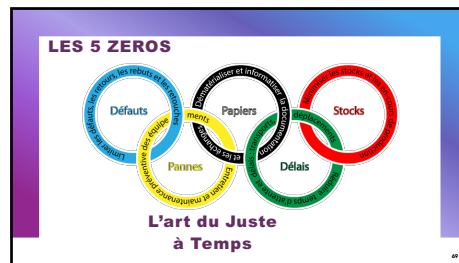 LES 5 ZEROS
Limiter les défauts, les retours, les rebuts et les retouches
Défauts
Dématérialiser et informatiser la documentation et les échanges
Papiers
Stocks
Entretien et maintenance préventive des équipements
Pannes
Délais
L'art du Juste
à Temps
69